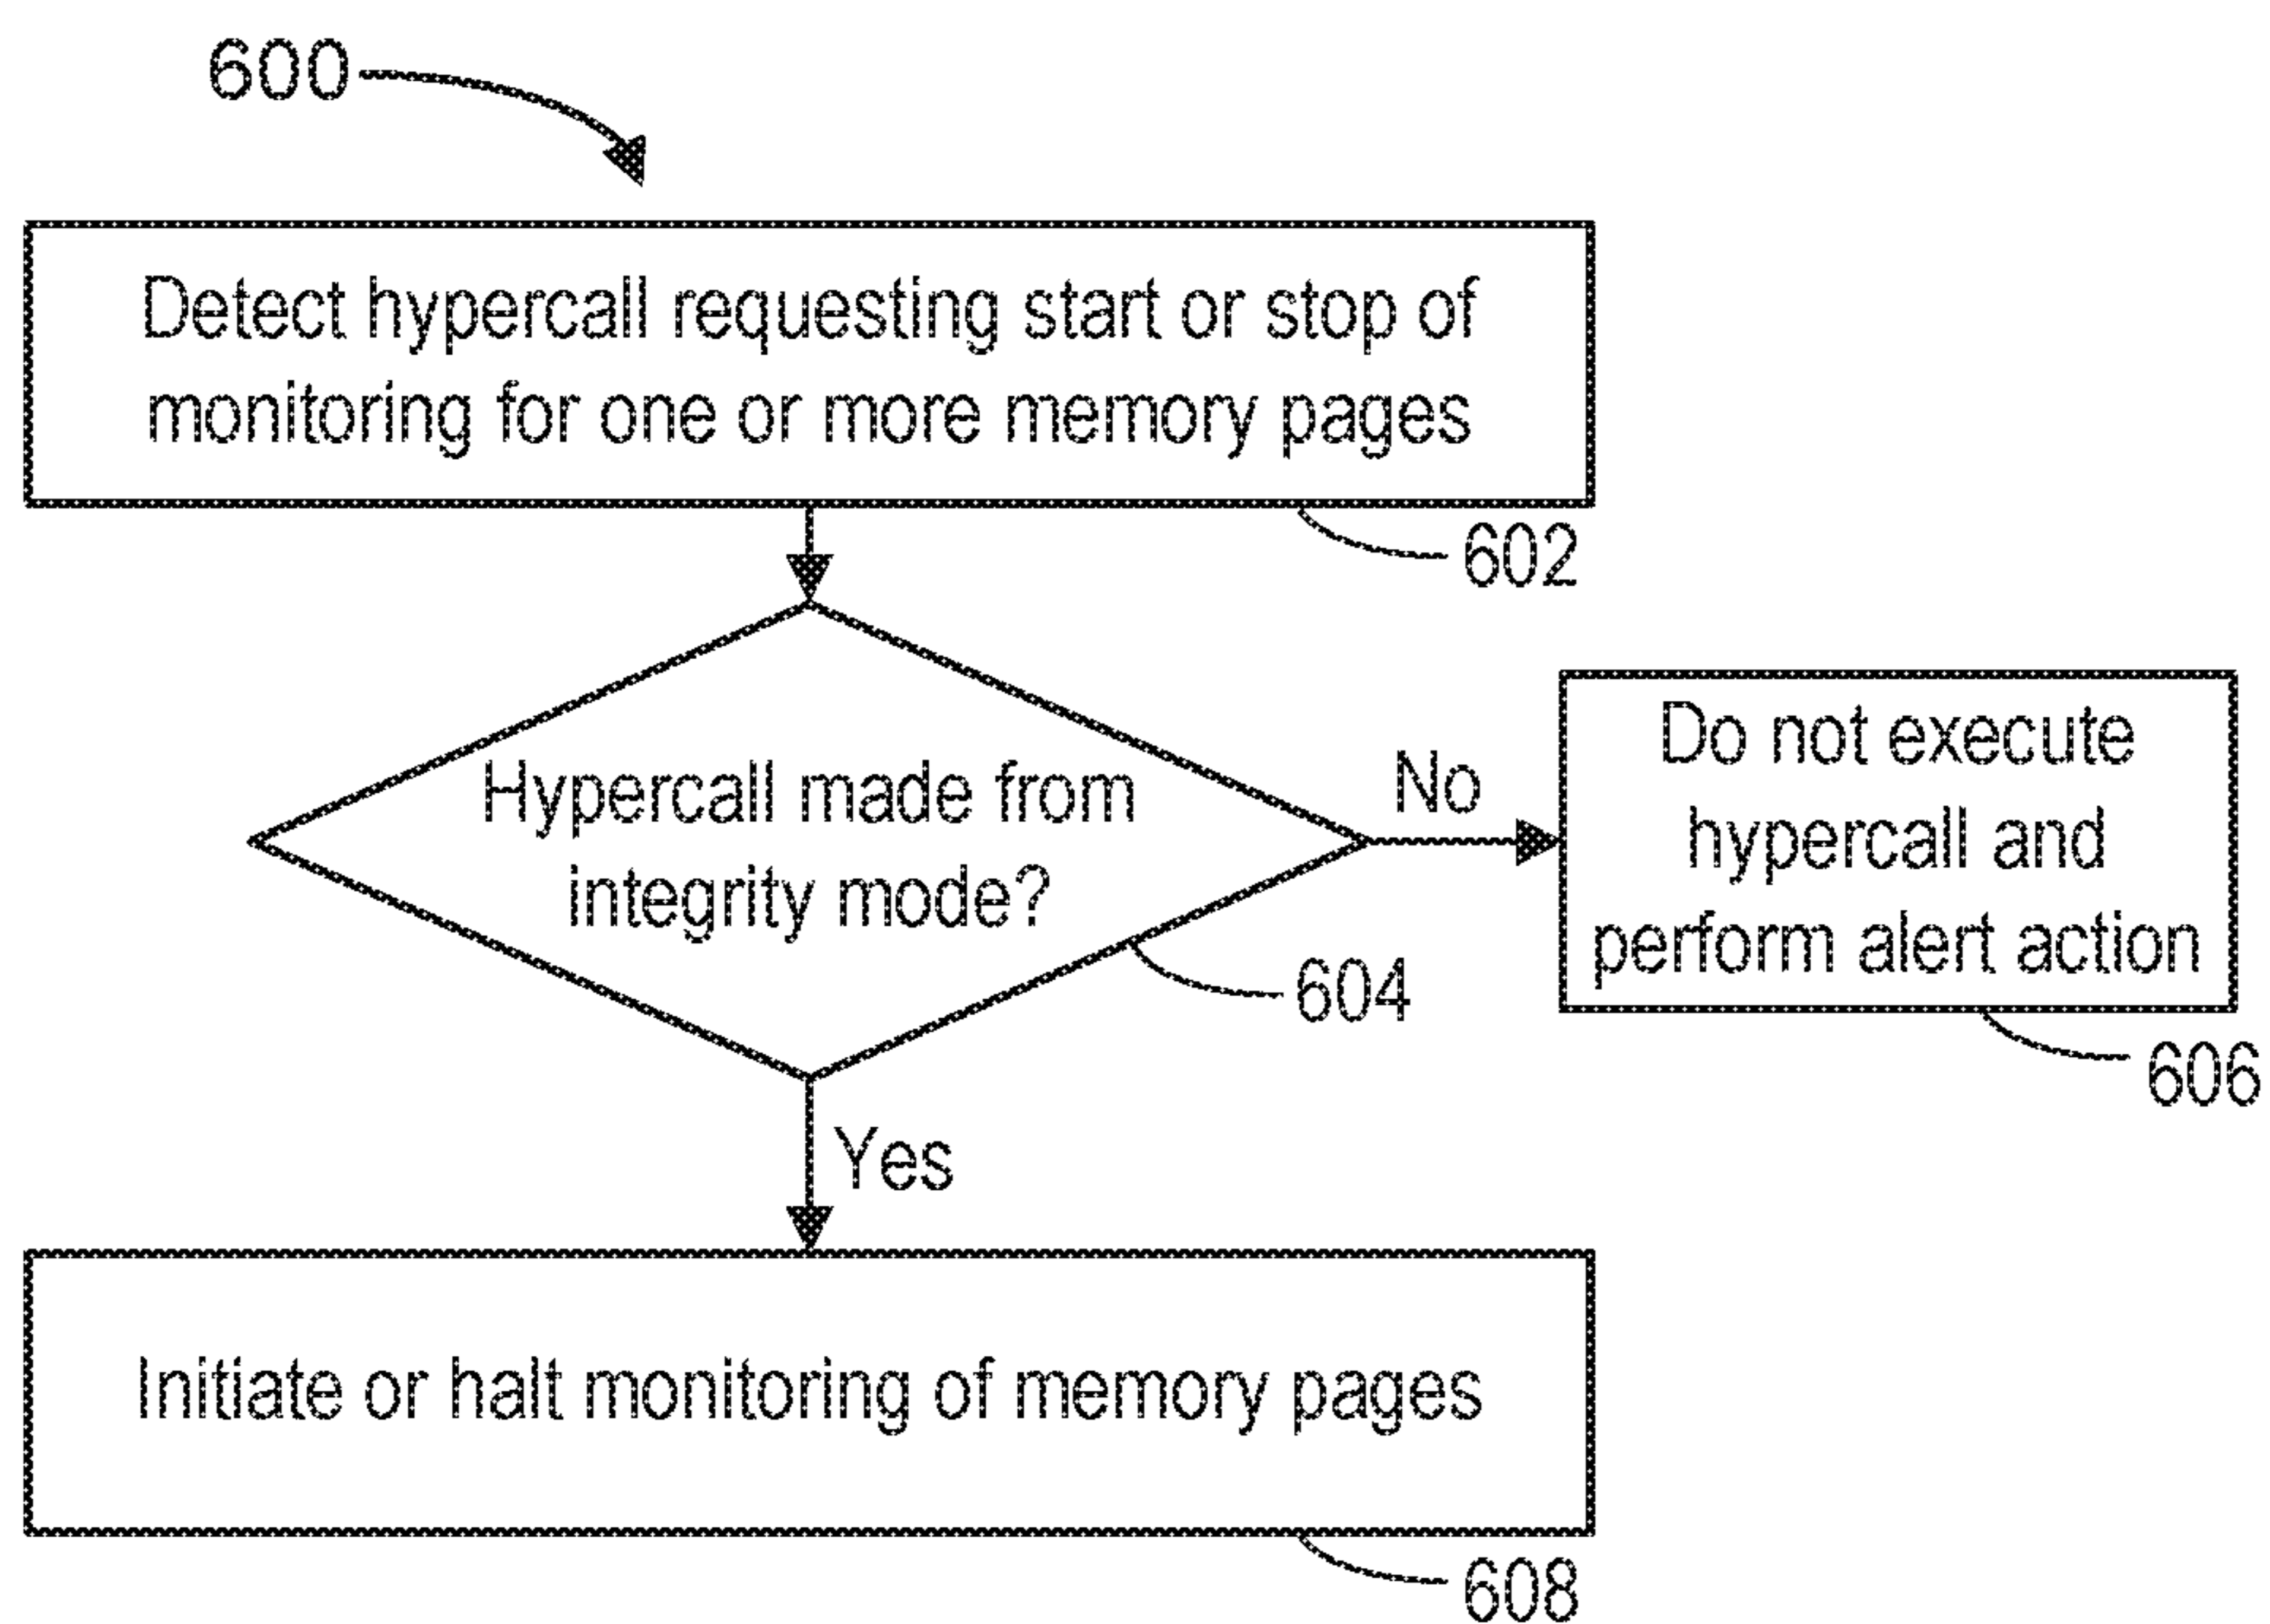 600
Detect hypercall requesting start or stop of
monitoring for one or more memory pages
602
Hypercall made from
integrity mode?
604
No
Do not execute
hypercall and
perform alert action
606
Yes
Initiate or halt monitoring of memory pages
608